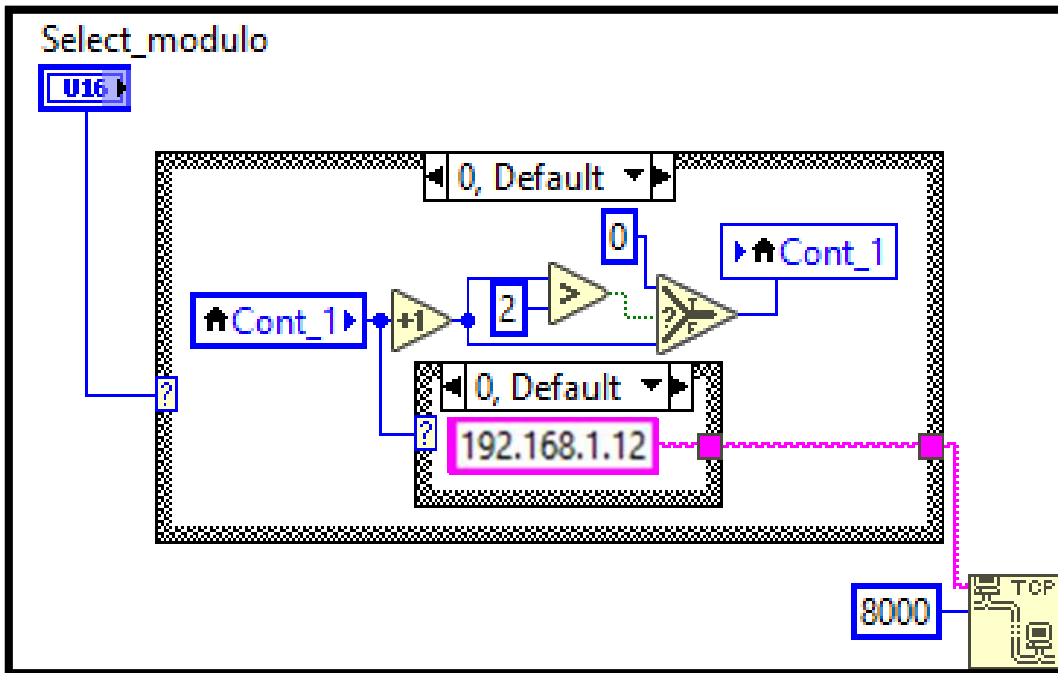 Select_modulo
U16
0, Default
0
Cont_1
Cont_1
+1
2
>
?
T
F
?
0, Default
?
192.168.1.12
TCP
8000